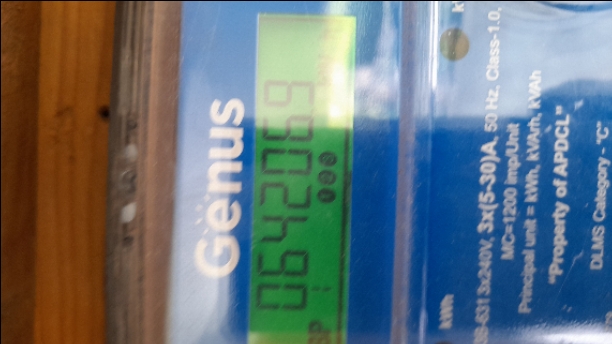 Genus
0642069
kWh
3x240V, 3x(5-30)A, 50 Hz, Class-1.0,
MC=1200 Imp/Unit
Principal unit = kWh, kVArh, kVAh
"Property of APDCL"
DLMS Category - "C"